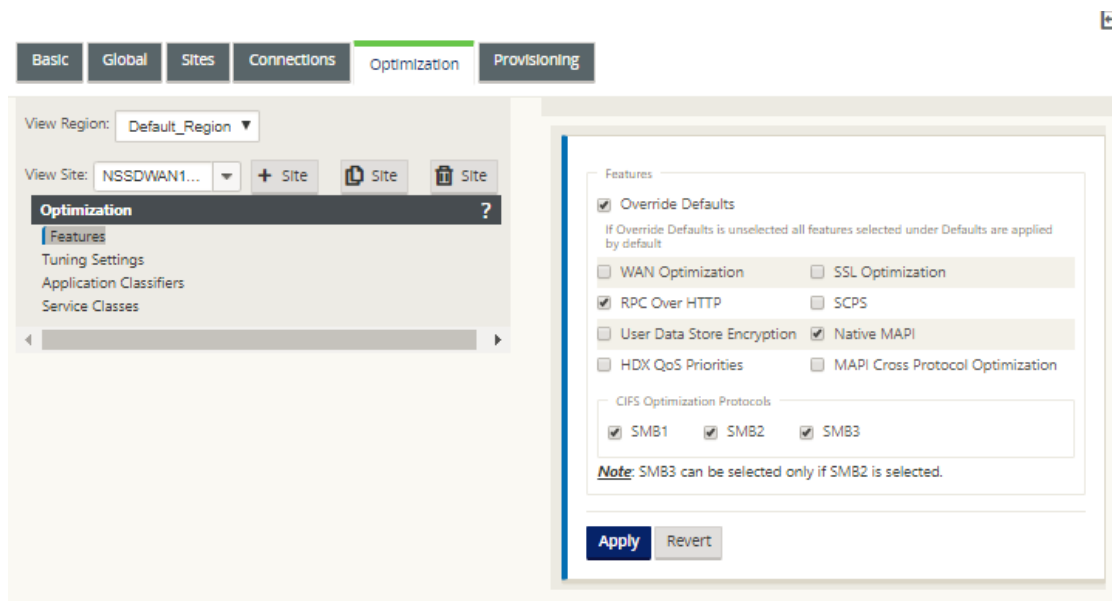 Basic Global Sites Connections Optimization Provisioning
View Region: Default_Region
View Site: NSSDWAN1... + Site Site Site
Optimization ?
Features
Tuning Settings
Application Classifiers
Service Classes
Features
Override Defaults
If Override Defaults is unselected all features selected under Defaults are applied
by default
WAN Optimization SSL Optimization
RPC Over HTTP SCPS
User Data Store Encryption Native MAPI
HDX QoS Priorities MAPI Cross Protocol Optimization
CIFS Optimization Protocols
SMB1 SMB2 SMB3
Note: SMB3 can be selected only if SMB2 is selected.
Apply Revert